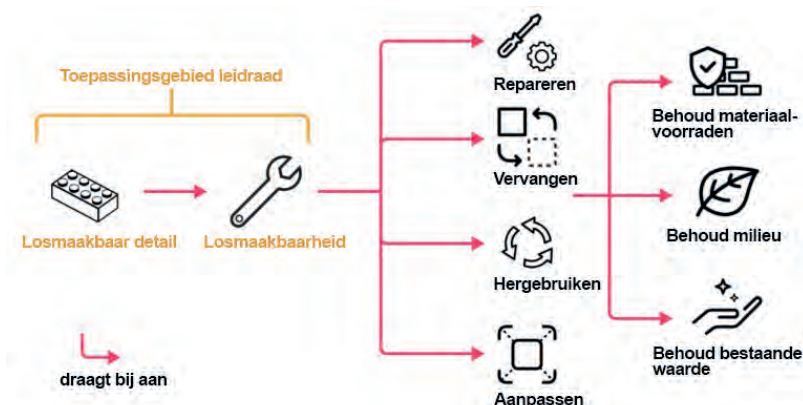 Toepassingsgebied leidraad
Losmaakbaar detail
Losmaakbaarheid
Repareren
Vervangen
Hergebruiken
Aanpassen
Behoud materiaal-
voorraden
Behoud milieu
Behoud bestaande
waarde
draagt bij aan